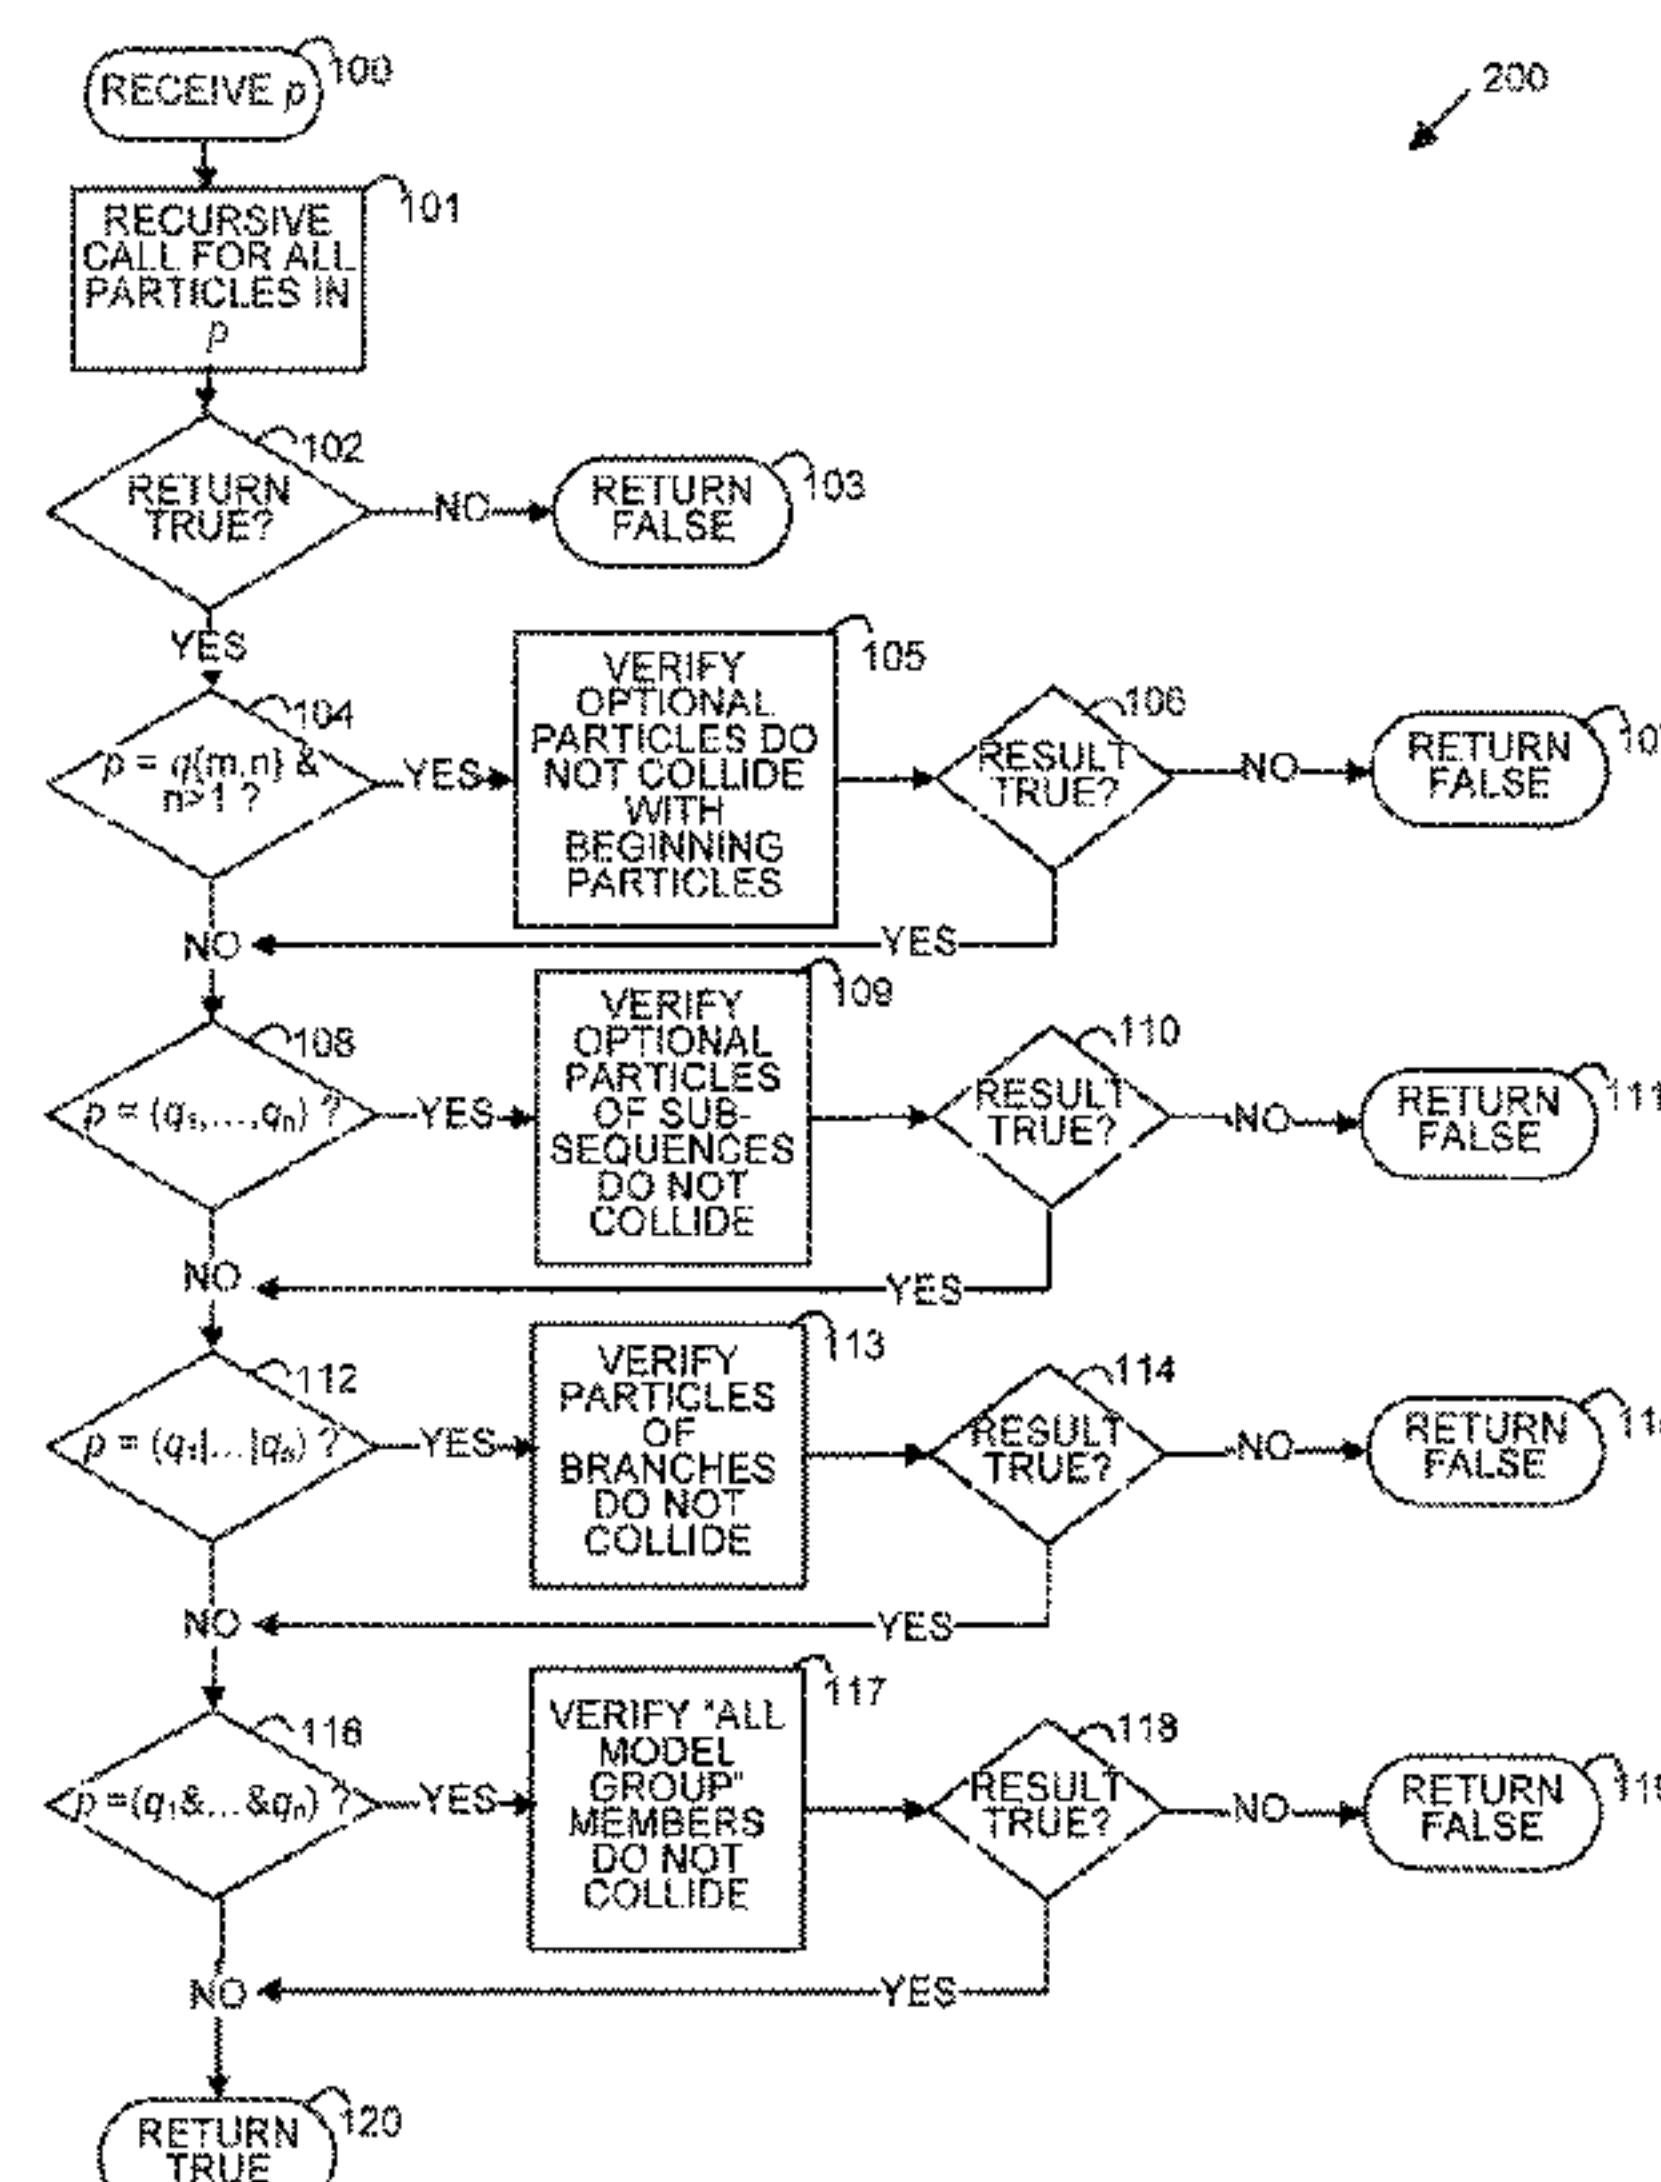 100
RECEIVE p
200
101
RECURSIVE
CALL FOR ALL
PARTICLES IN
p
102
RETURN
TRUE?
NO
103
RETURN
FALSE
YES
104
p = q{m,n} &
n>1 ?
YES
105
VERIFY
OPTIONAL
PARTICLES DO
NOT COLLIDE
WITH
BEGINNING
PARTICLES
106
RESULT
TRUE?
NO
RETURN
FALSE
NO
YES
108
p = (q₁,...,qₙ) ?
YES
109
VERIFY
OPTIONAL
PARTICLES
OF SUB-
SEQUENCES
DO NOT
COLLIDE
110
RESULT
TRUE?
NO
111
RETURN
FALSE
NO
YES
112
p = (q₁|...|qₙ) ?
YES
113
VERIFY
PARTICLES
OF
BRANCHES
DO NOT
COLLIDE
114
RESULT
TRUE?
NO
RETURN
FALSE
NO
YES
116
p =(q₁&...&qₙ) ?
YES
117
VERIFY "ALL
MODEL
GROUP"
MEMBERS
DO NOT
COLLIDE
118
RESULT
TRUE?
NO
RETURN
FALSE
NO
YES
120
RETURN
TRUE